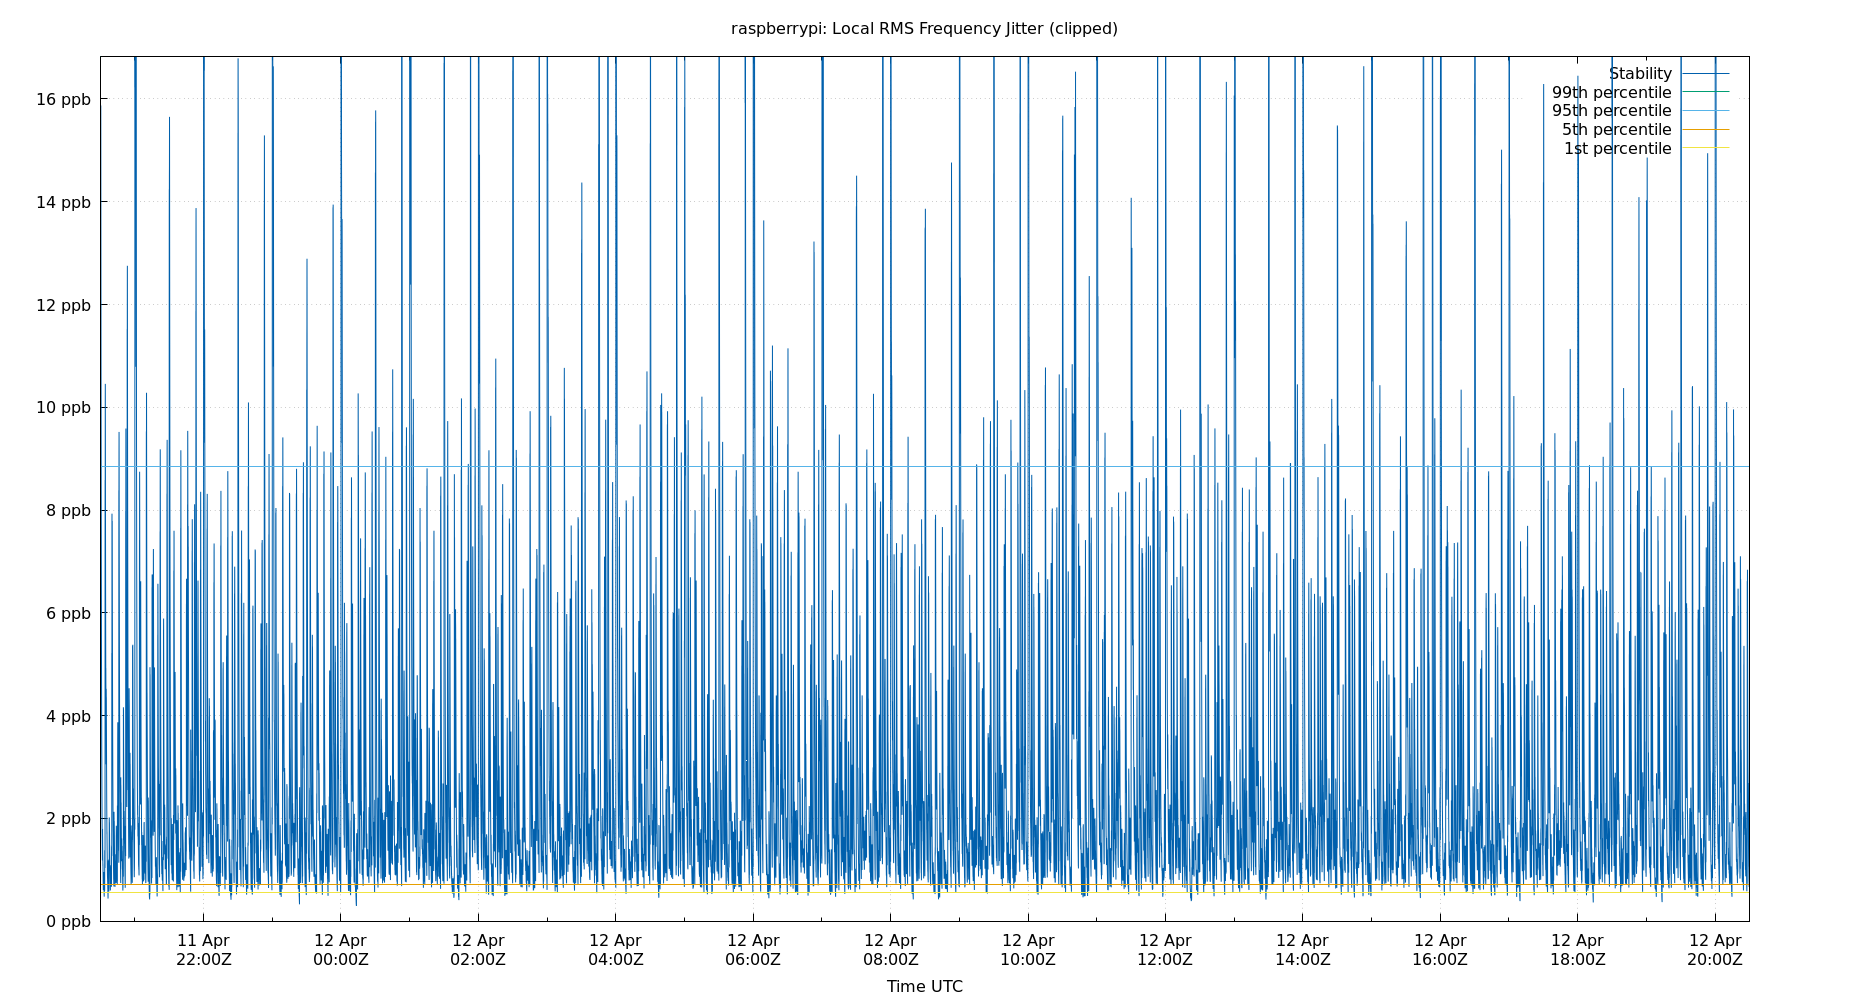 raspberrypi: Local RMS Frequency Jitter (clipped)
Stability
99th percentile
95th percentile
5th percentile
1st percentile
16 ppb
14 ppb
12 ppb
10 ppb
8 ppb
6 ppb
4 ppb
2 ppb
0 ppb
11 Apr 12 Apr 12 Apr 12 Apr 12 Apr 12 Apr 12 Apr 12 Apr 12 Apr 12 Apr 12 Apr 12 Apr
22:00Z 00:00Z 02:00Z 04:00Z 06:00Z 08:00Z 10:00Z 12:00Z 14:00Z 16:00Z 18:00Z 20:00Z
Time UTC